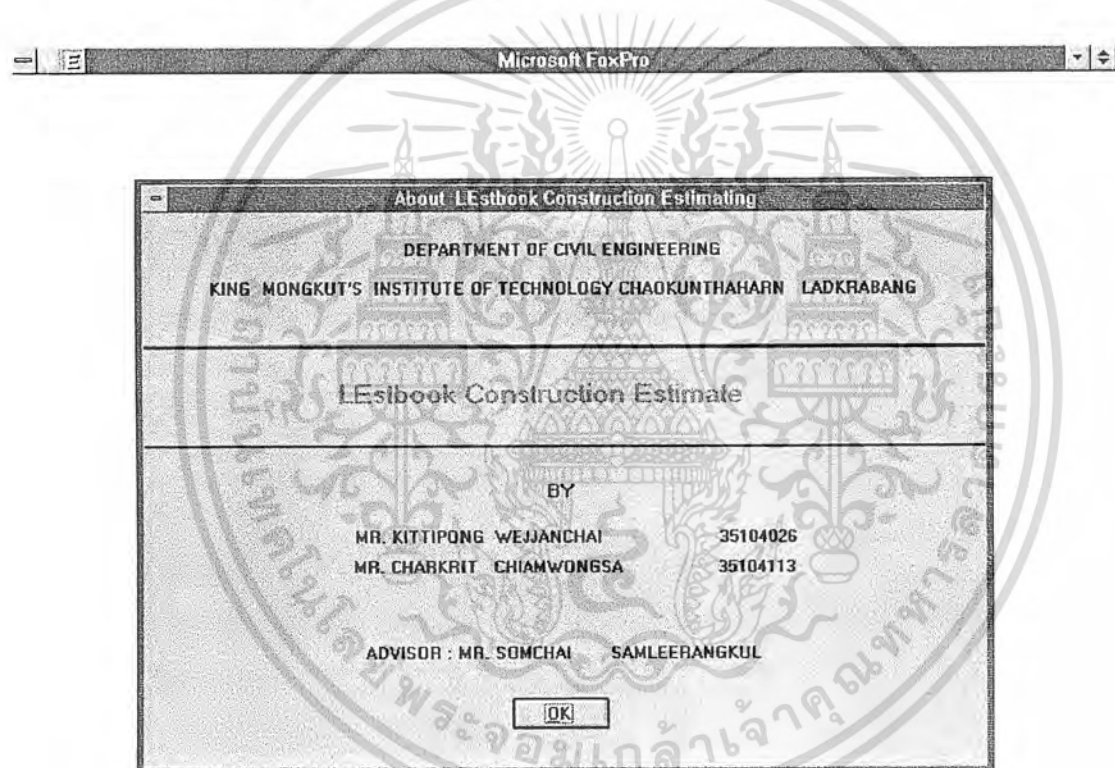 Microsoft FoxPro
About LEstbook Construction Estimating
DEPARTMENT OF CIVIL ENGINEERING
KING MONGKUT'S INSTITUTE OF TECHNOLOGY CHAOKUNTHAHARN LADKRABANG
LEstbook Construction Estimate
BY
MR. KITTIPONG WEJJANCHAI 35104026
MR. CHARKRIT CHIAMWONGSA 35104113
ADVISOR : MR. SOMCHAI SAMLEERANGKUL
OK